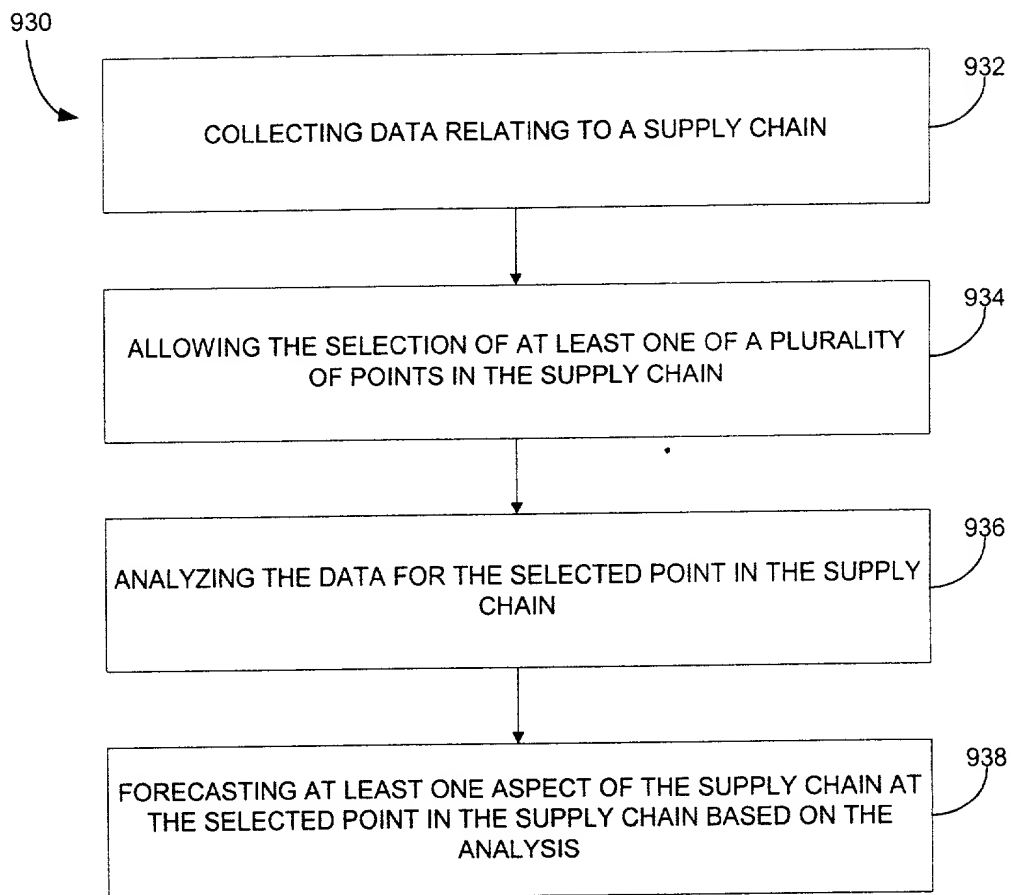 930
932
COLLECTING DATA RELATING TO A SUPPLY CHAIN
934
ALLOWING THE SELECTION OF AT LEAST ONE OF A PLURALITY
OF POINTS IN THE SUPPLY CHAIN
936
ANALYZING THE DATA FOR THE SELECTED POINT IN THE SUPPLY
CHAIN
938
FORECASTING AT LEAST ONE ASPECT OF THE SUPPLY CHAIN AT
THE SELECTED POINT IN THE SUPPLY CHAIN BASED ON THE
ANALYSIS